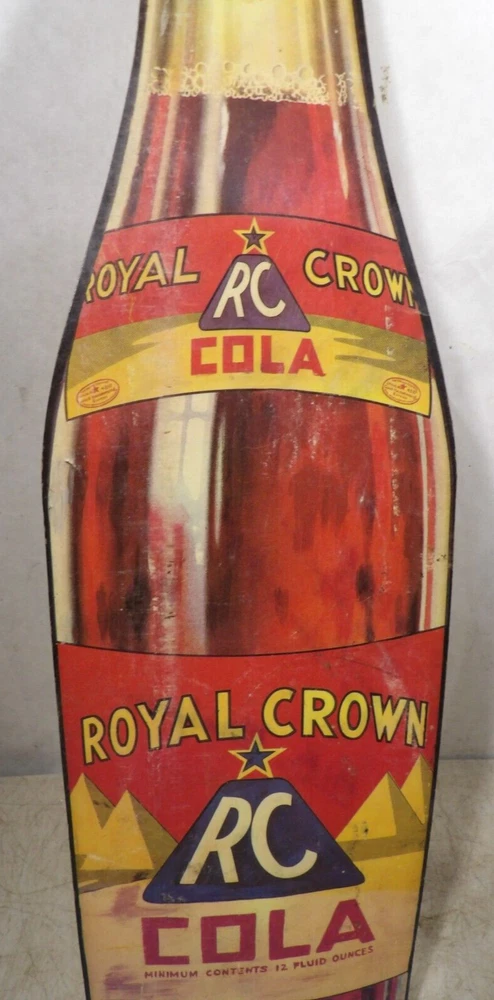 ROYAL RC CROWN
COLA
ROYAL CROWN
RC
COLA
MINIMUM CONTENTS 12 FLUID OUNCES